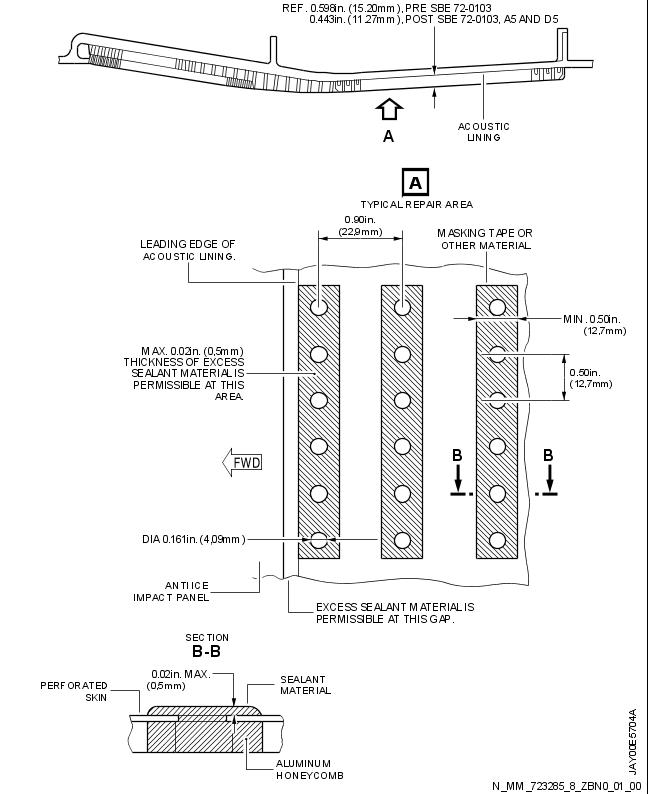 REF. 0.598in. (15.20mm), PRE SBE 72-0103
0.443in. (11.27mm), POST SBE 72-0103, A5 AND D5
A
ACOUSTIC
LINING
A
TYPICAL REPAIR AREA
0.90in.
(22,9mm)
LEADING EDGE OF
ACOUSTIC LINING.
MASKING TAPE OR
OTHER MATERIAL
MIN. 0.50in.
(12,7mm)
MAX. 0.02in. (0,5mm)
THICKNESS OF EXCESS
SEALANT MATERIAL IS
PERMISSIBLE AT THIS
AREA.
0.50in.
(12,7mm)
B
B
FWD
DIA 0.161in. (4,09mm)
ANTI ICE
IMPACT PANEL
EXCESS SEALANT MATERIAL IS
PERMISSIBLE AT THIS GAP.
SECTION
B-B
0.02in. MAX.
(0,5mm)
PERFORATED
SKIN
SEALANT
MATERIAL
ALUMINUM
HONEYCOMB
JAY00E5704A
N_MM_723285_8_ZBN0_01_00